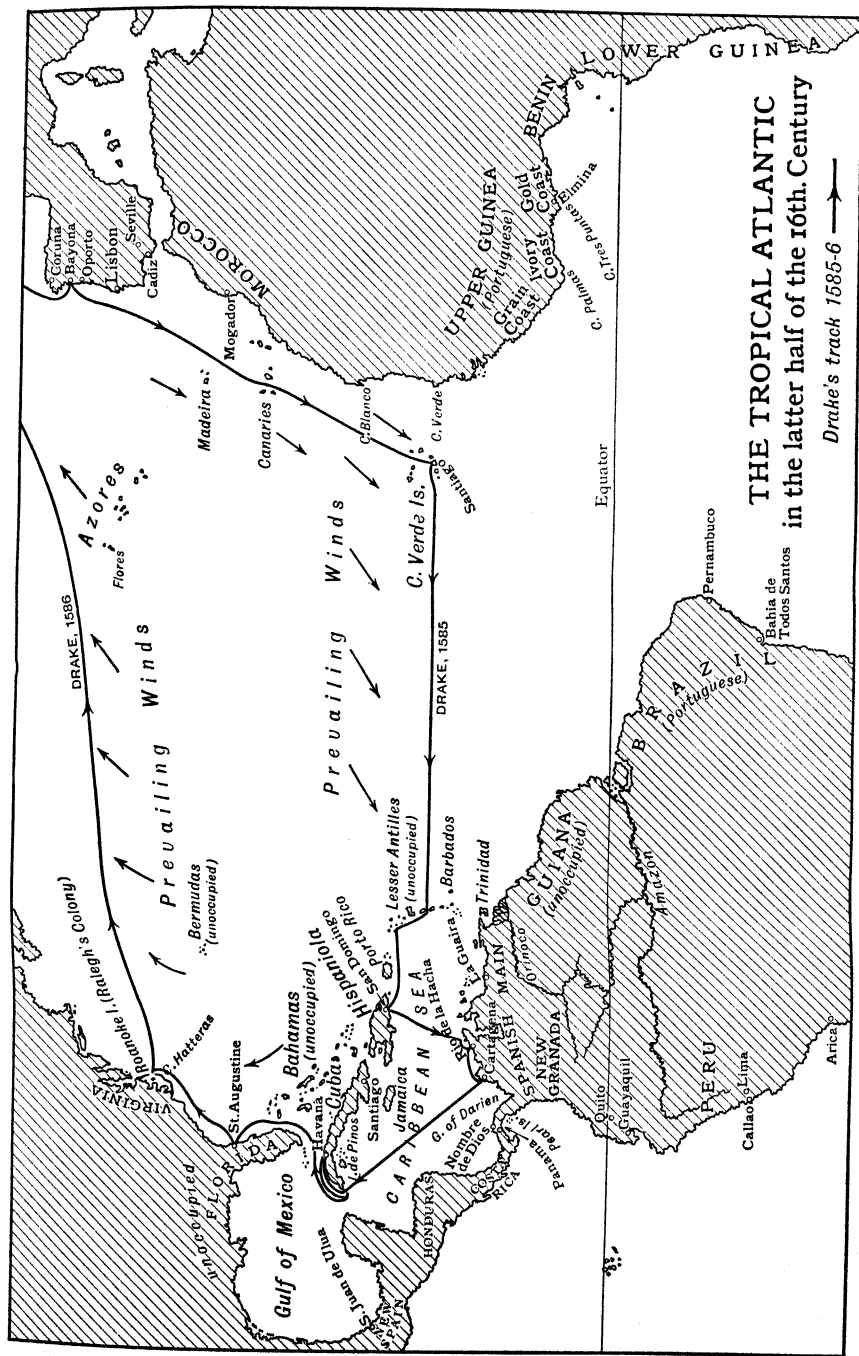 THE TROPICAL ATLANTIC
in the latter half of the 16th. Century
Drake's track 1585-6
Coruna
Bayona
Oporto
Lisbon
Seville
Cadiz
MOROCCO
Mogador
Madeira
Canaries
C. Blanco
C. Verde
Santiago
C. Verde Is.
UPPER GUINEA
(Portuguese)
Grain
Coast
Ivory
Coast
Gold
Coast
BENIN
LOWER GUINEA
Elmina
C. Tres Puntas
C. Palmas
Equator
Azores
Flores
DRAKE, 1586
Prevailing Winds
Prevailing Winds
DRAKE, 1585
Bermudas
(unoccupied)
Roanoke I. (Ralegh's Colony)
C. Hatteras
VIRGINIA
St. Augustine
FLORIDA
Unoccupied
Gulf of Mexico
S. Juan de Ulua
NEW
SPAIN
Bahamas
(unoccupied)
Havana
Cuba
I. de Pinos
Santiago
Jamaica
Hispaniola
San Domingo
Porto Rico
Lesser Antilles
(unoccupied)
Barbados
Trinidad
CARIBBEAN SEA
HONDURAS
COSTA
RICA
Nombre
de Dios
G. of Darien
Panama
Pearl Is.
Cartagena
Rio de la Hacha
La Guaira
SPANISH MAIN
NEW
GRANADA
Orinoco
GUIANA
(unoccupied)
Amazon
Quito
Guayaquil
PERU
Callao
Lima
Arica
BRAZIL
(Portuguese)
Pernambuco
Bahia de
Todos Santos